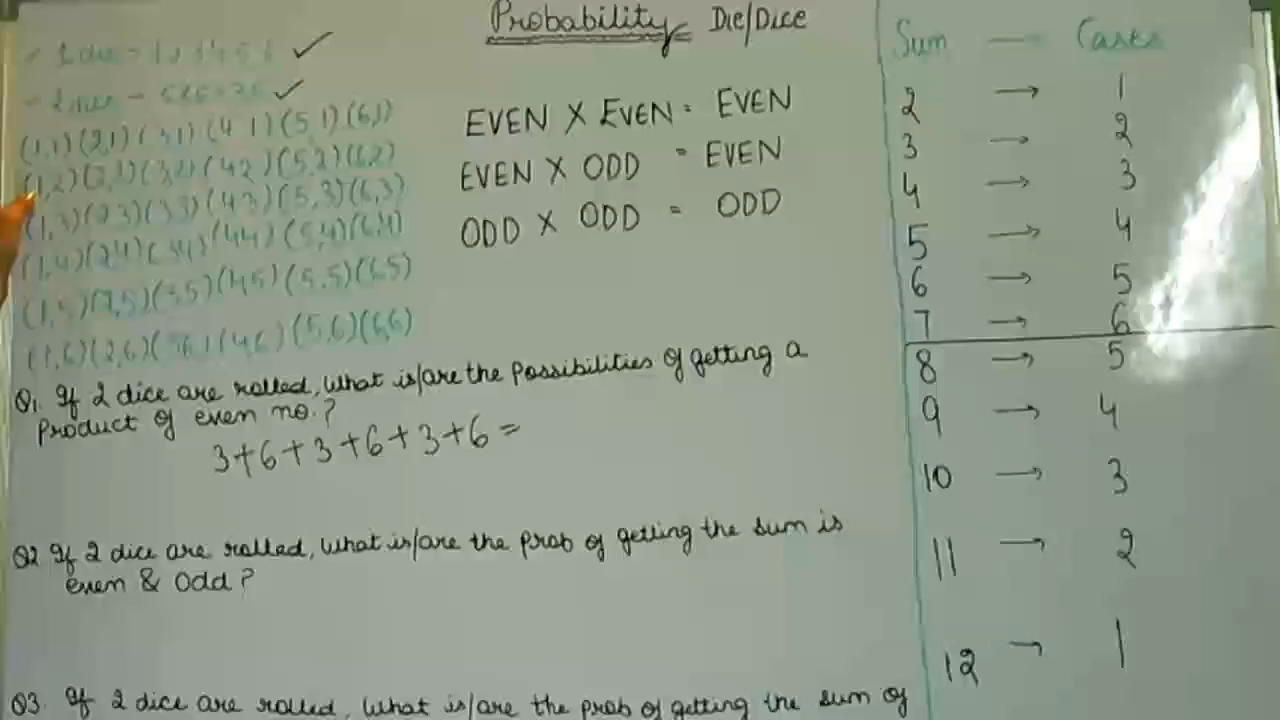 Probability Die/Dice
(1,1)(2,1)(3,1)(4 1)(5,1)(6,1)
(1,2)(2,2)(3,2)(4 2)(5,2)(6,2)
(1,3)(2 3)(3 3)(4 3)(5,3)(6,3)
(1,4)(2 4)(3 4)(4 4)(5,4)(6,4)
(1,5)(2,5)(3,5)(4 5)(5,5)(6,5)
(1,6)(2,6)(3 6)(4 6)(5,6)(6,6)
EVEN X EVEN = EVEN
EVEN X ODD = EVEN
ODD X ODD = ODD
Q1 If 2 dice are rolled, what is/are the possibilities of getting a
product of even no.?
3+6+3+6+3+6=
Q2 If 2 dice are rolled, what is/are the prob of getting the sum is
even & odd?
Q3. If 2 dice are rolled, what is/are the prob of getting the sum of
Sum — Cases
2 → 1
3 → 2
4 → 3
5 → 4
6 → 5
7 → 6
8 → 5
9 → 4
10 → 3
11 → 2
12 → 1